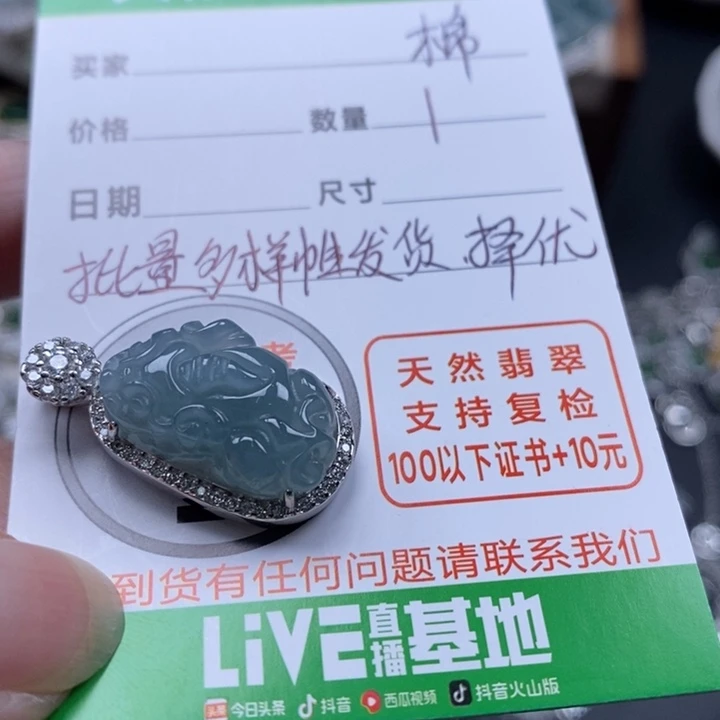 买家 棉
价格 数量 1
日期 尺寸
批量多样性发货.择优
考
天然翡翠
支持复检
100以下证书+10元
到货有任何问题请联系我们
LiVE直播基地
头条 今日头条 抖音 西瓜视频 抖音火山版